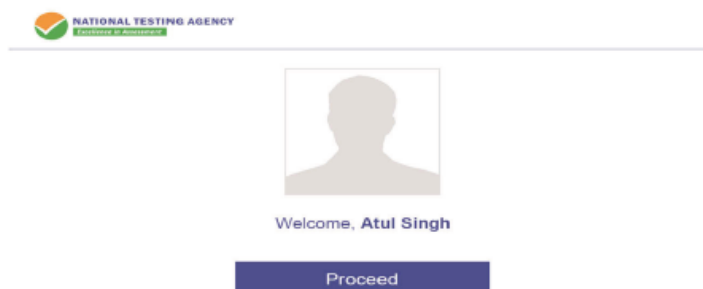 NATIONAL TESTING AGENCY
Excellence in Assessment
Welcome, Atul Singh
Proceed